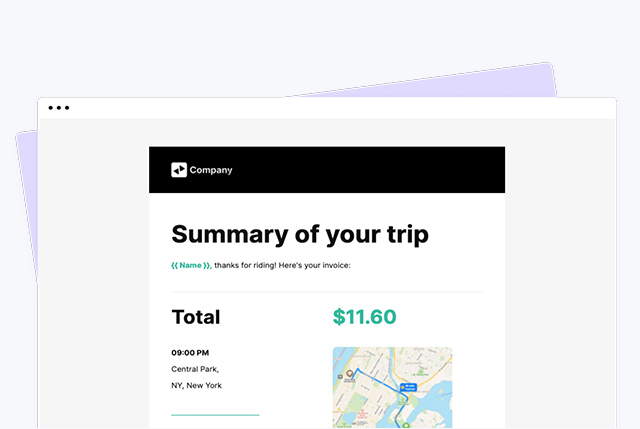 Company
Summary of your trip
{{ Name }}, thanks for riding! Here's your invoice:
Total
$11.60
09:00 PM
Central Park,
NY, New York